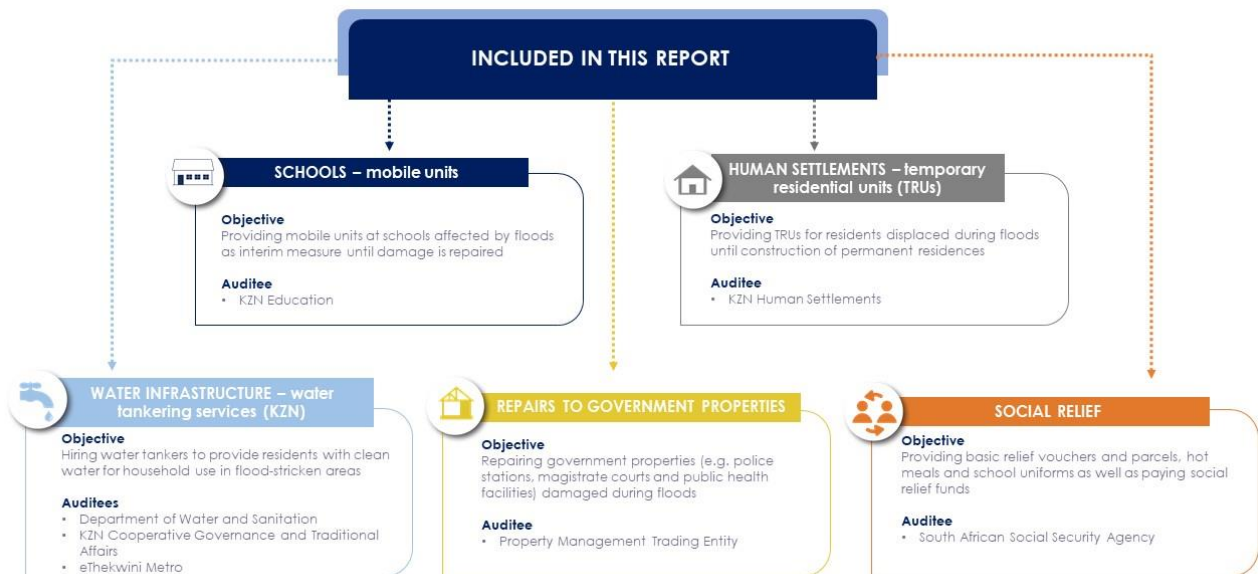 INCLUDED IN THIS REPORT
SCHOOLS – mobile units
Objective
Providing mobile units at schools affected by floods
as interim measure until damage is repaired
Auditee
• KZN Education
HUMAN SETTLEMENTS – temporary
residential units (TRUs)
Objective
Providing TRUs for residents displaced during floods
until construction of permanent residences
Auditee
• KZN Human Settlements
WATER INFRASTRUCTURE – water
tankering services (KZN)
Objective
Hiring water tankers to provide residents with clean
water for household use in flood-stricken areas
Auditees
• Department of Water and Sanitation
• KZN Cooperative Governance and Traditional
Affairs
• eThekwini Metro
REPAIRS TO GOVERNMENT PROPERTIES
Objective
Repairing government properties (e.g. police
stations, magistrate courts and public health
facilities) damaged during floods
Auditee
• Property Management Trading Entity
SOCIAL RELIEF
Objective
Providing basic relief vouchers and parcels, hot
meals and school uniforms as well as paying social
relief funds
Auditee
• South African Social Security Agency